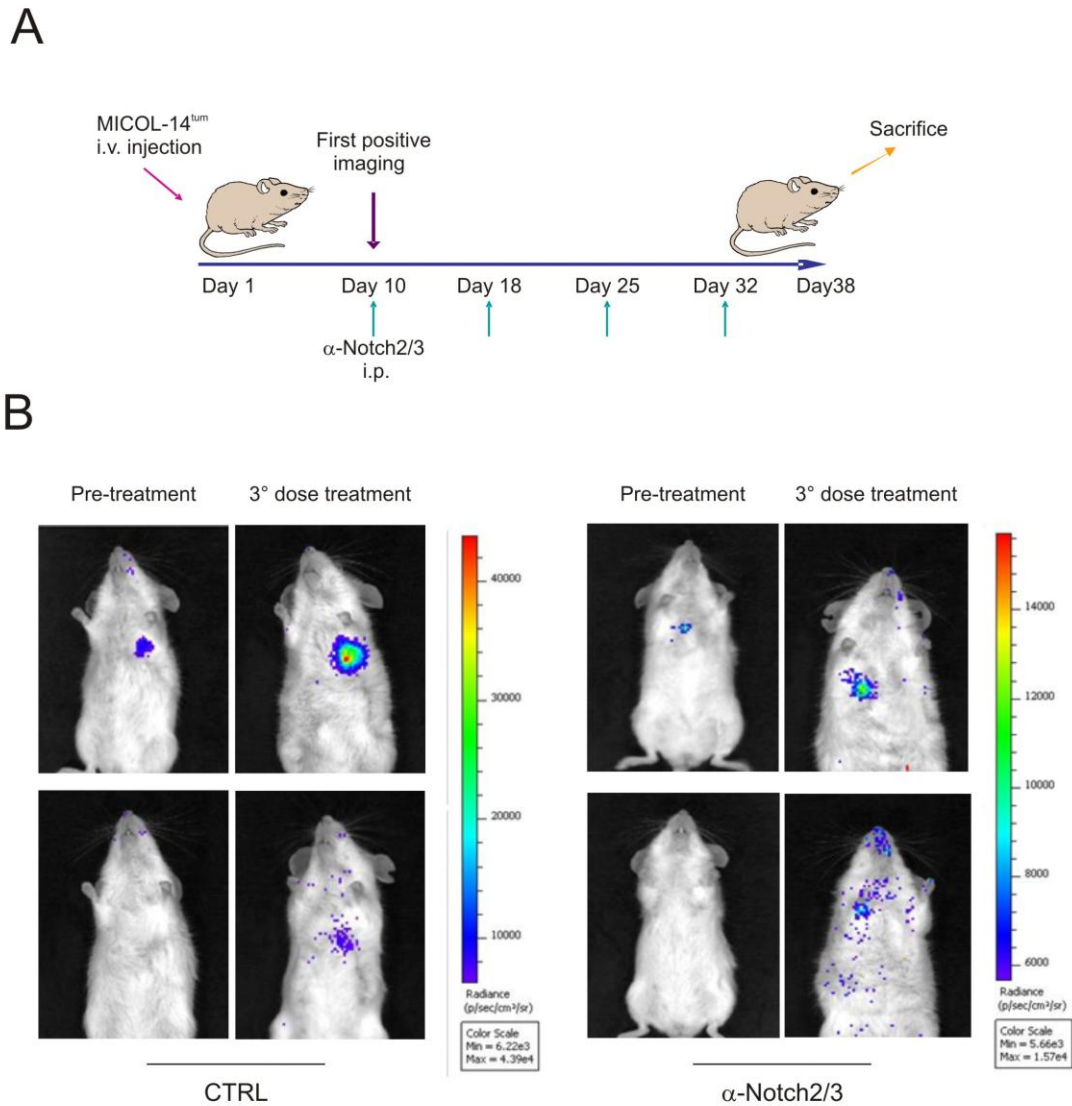 A
MICOL-14tum
i.v. injection
First positive
imaging
Sacrifice
Day 1
Day 10
Day 18
Day 25
Day 32
Day38
α-Notch2/3
i.p.
B
Pre-treatment
3° dose treatment
Pre-treatment
3° dose treatment
40000
30000
20000
10000
Radiance
(p/sec/cm²/sr)
Color Scale
Min = 6.22e3
Max = 4.39e4
14000
12000
10000
8000
6000
Radiance
(p/sec/cm²/sr)
Color Scale
Min = 5.66e3
Max = 1.57e4
CTRL
α-Notch2/3